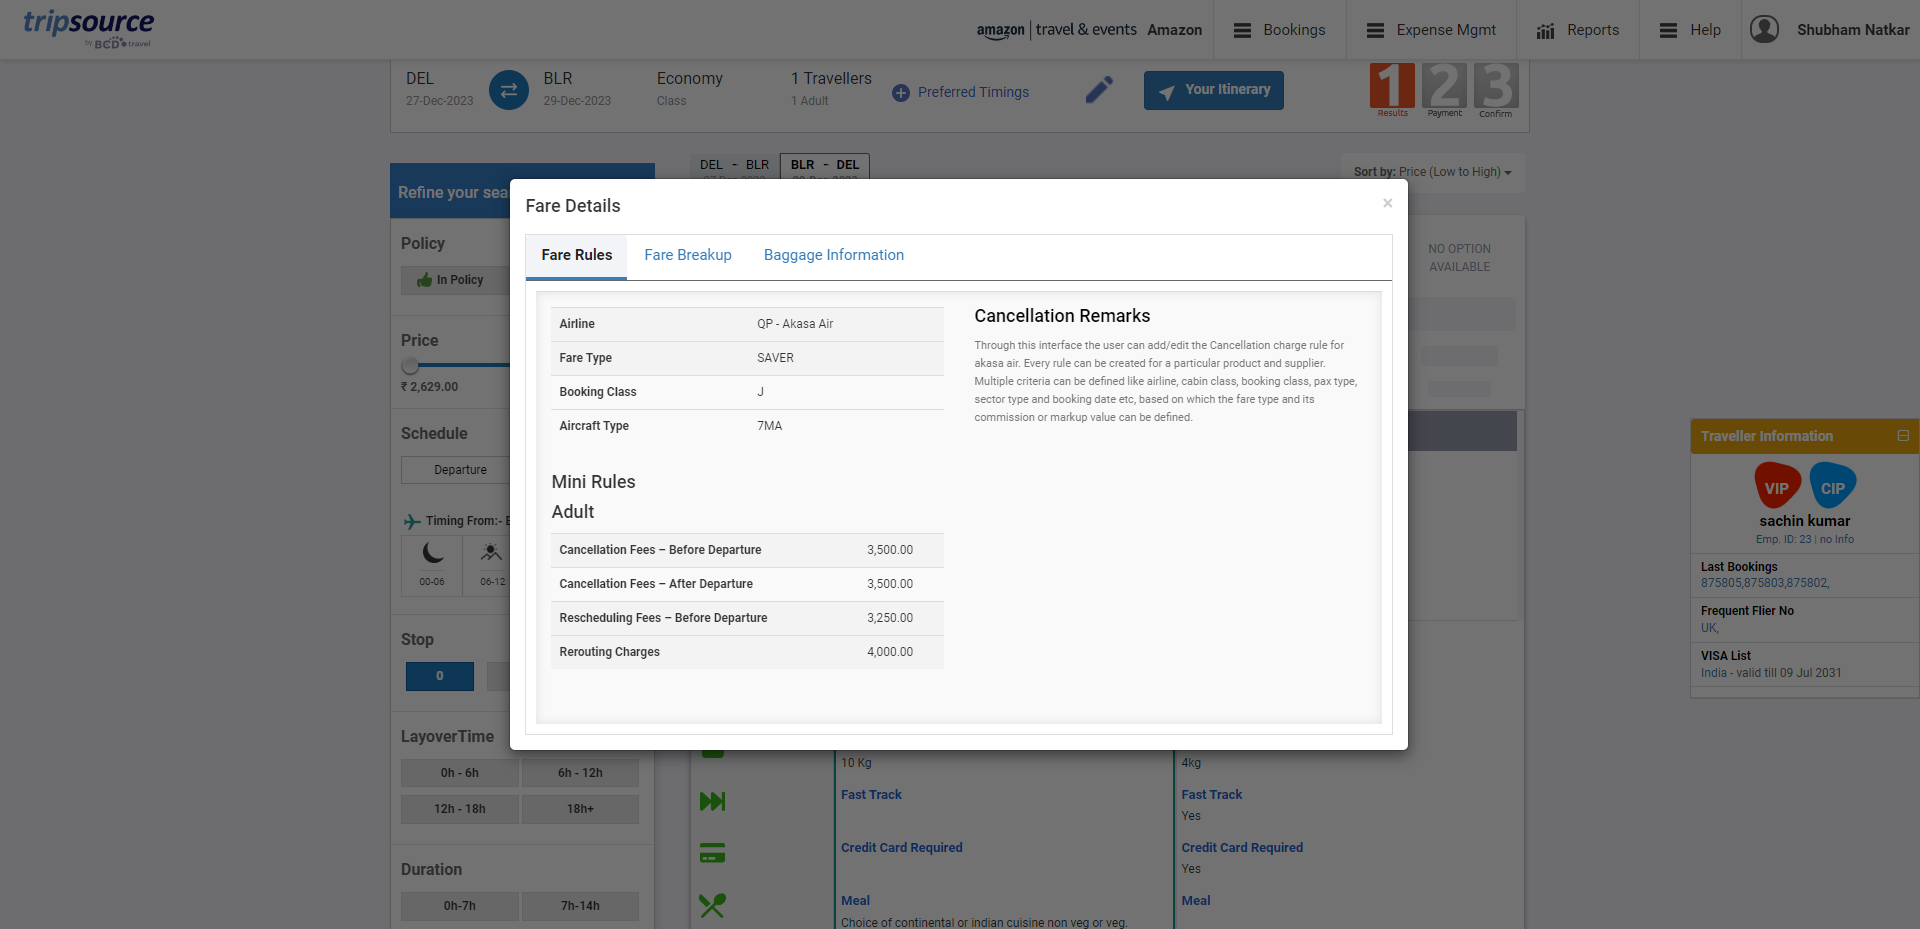 tripsource
by BCD travel
amazon | travel & events Amazon
Bookings
Expense Mgmt
Reports
Help
Shubham Natkar
DEL
27-Dec-2023
BLR
29-Dec-2023
Economy
Class
1 Travellers
1 Adult
Preferred Timings
Your Itinerary
1 2 3
Results Payment Confirm
DEL - BLR
BLR - DEL
Sort by: Price (Low to High)
Refine your sea
Policy
In Policy
Price
₹ 2,629.00
Schedule
Departure
Timing From:-
00-06 06-12
Stop
0
LayoverTime
0h - 6h 6h - 12h
12h - 18h 18h+
Duration
0h-7h 7h-14h
Fare Details
×
Fare Rules Fare Breakup Baggage Information
Airline QP - Akasa Air
Fare Type SAVER
Booking Class J
Aircraft Type 7MA
Mini Rules
Adult
Cancellation Fees – Before Departure 3,500.00
Cancellation Fees – After Departure 3,500.00
Rescheduling Fees – Before Departure 3,250.00
Rerouting Charges 4,000.00
Cancellation Remarks
Through this interface the user can add/edit the Cancellation charge rule for
akasa air. Every rule can be created for a particular product and supplier.
Multiple criteria can be defined like airline, cabin class, booking class, pax type,
sector type and booking date etc, based on which the fare type and its
commission or markup value can be defined.
NO OPTION
AVAILABLE
10 Kg 4kg
Fast Track Fast Track
Yes
Credit Card Required Credit Card Required
Yes
Meal Meal
Choice of continental or indian cuisine non veg or veg.
Traveller Information
VIP CIP
sachin kumar
Emp. ID: 23 | no Info
Last Bookings
875805,875803,875802,
Frequent Flier No
UK,
VISA List
India - valid till 09 Jul 2031